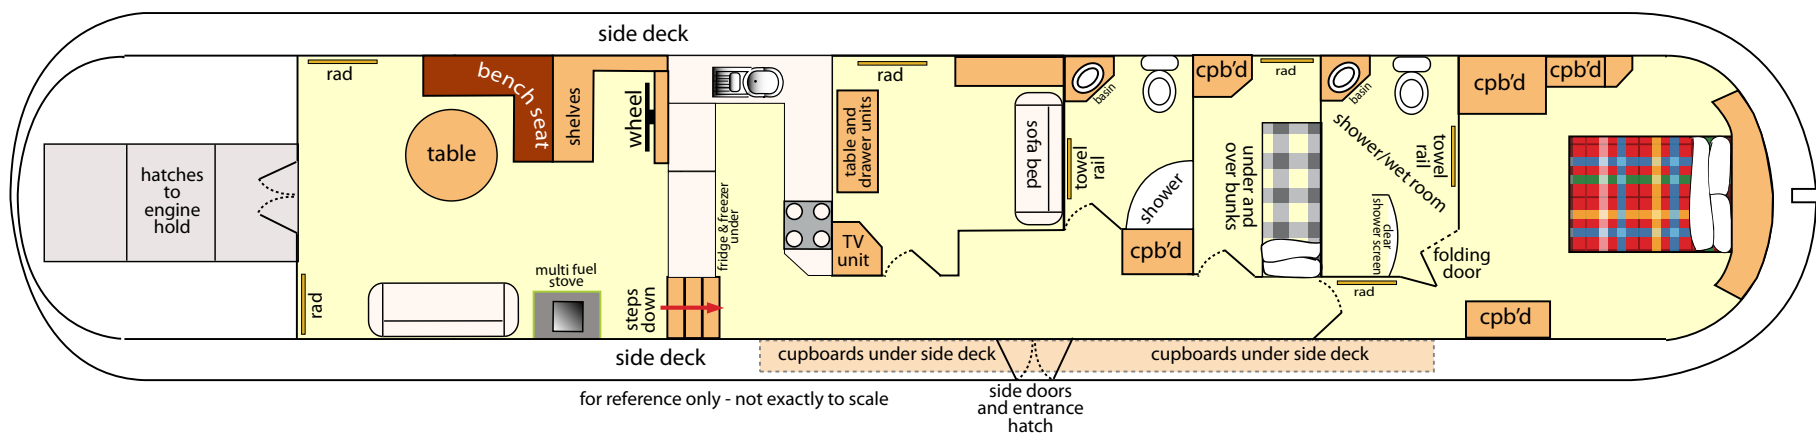 side deck
rad
bench seat
shelves
wheel
table
hatches
to
engine
hold
rad
multi fuel
stove
steps
down
fridge & freezer
under
rad
table and
drawer units
TV
unit
sofa bed
basin
towel
rail
shower
cpb'd
cpb'd
rad
under and
over bunks
basin
shower/wet room
towel
rail
clear
shower screen
folding
door
rad
cpb'd
cpb'd
cpb'd
side deck
cupboards under side deck
cupboards under side deck
side doors
and entrance
hatch
for reference only - not exactly to scale